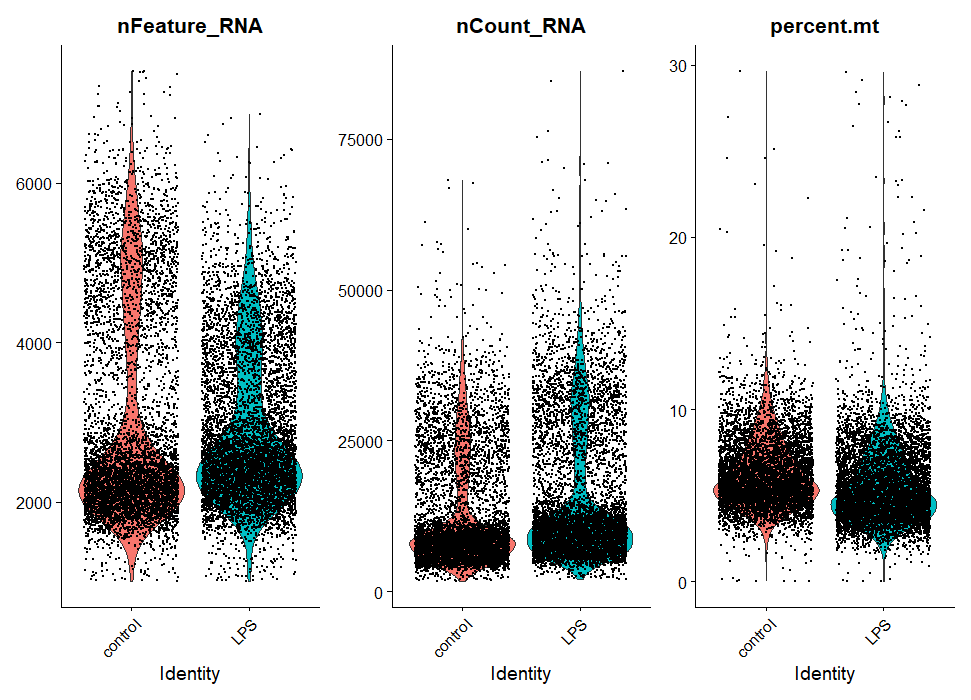 nFeature_RNA
6000
4000
2000
control
LPS
Identity
nCount_RNA
75000
50000
25000
0
control
LPS
Identity
percent.mt
30
20
10
0
control
LPS
Identity